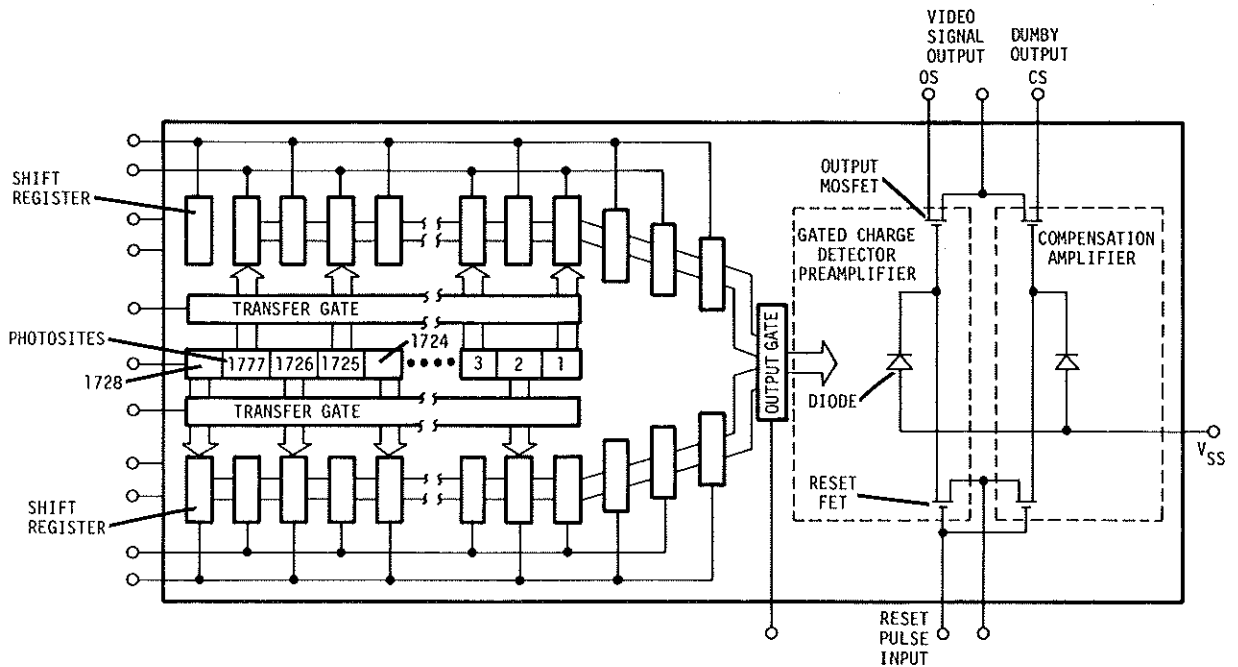 VIDEO
SIGNAL
OUTPUT
OS
DUMBY
OUTPUT
CS
SHIFT
REGISTER
OUTPUT
MOSFET
GATED CHARGE
DETECTOR
PREAMPLIFIER
COMPENSATION
AMPLIFIER
TRANSFER GATE
PHOTOSITES
1728
1777
1726
1725
1724
3
2
1
OUTPUT GATE
TRANSFER GATE
DIODE
VSS
SHIFT
REGISTER
RESET
FET
RESET
PULSE
INPUT